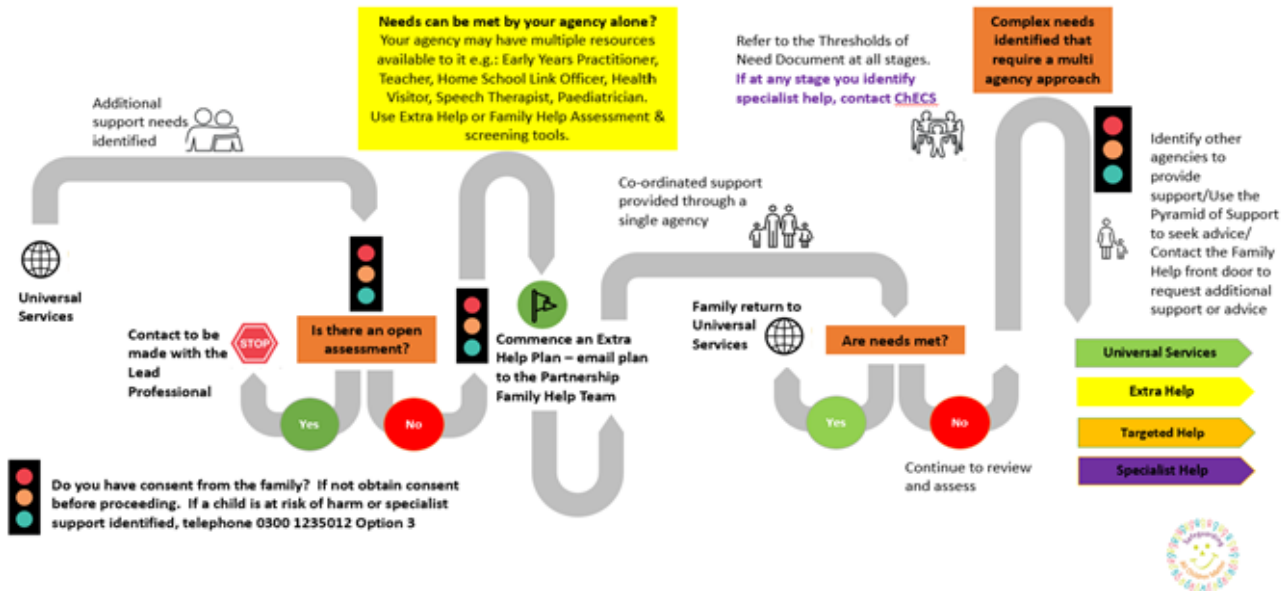 Additional
support needs
identified
Universal
Services
Needs can be met by your agency alone?
Your agency may have multiple resources
available to it e.g.: Early Years Practitioner,
Teacher, Home School Link Officer, Health
Visitor, Speech Therapist, Paediatrician.
Use Extra Help or Family Help Assessment &
screening tools.
Contact to be
made with the
Lead
Professional
STOP
Is there an open
assessment?
Yes
No
Commence an Extra
Help Plan – email plan
to the Partnership
Family Help Team
Co-ordinated support
provided through a
single agency
Refer to the Thresholds of
Need Document at all stages.
If at any stage you identify
specialist help, contact ChECS
Family return to
Universal
Services
Are needs met?
Yes
No
Continue to review
and assess
Complex needs
identified that
require a multi
agency approach
Identify other
agencies to
provide
support/Use the
Pyramid of Support
to seek advice/
Contact the Family
Help front door to
request additional
support or advice
Universal Services
Extra Help
Targeted Help
Specialist Help
Do you have consent from the family? If not obtain consent
before proceeding. If a child is at risk of harm or specialist
support identified, telephone 0300 1235012 Option 3
Safeguarding